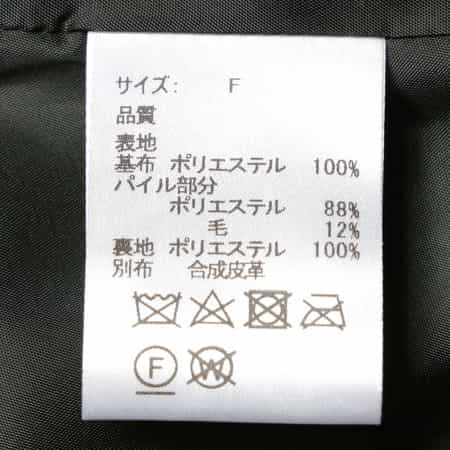 サイズ: F
品質
表地
基布 ポリエステル 100%
パイル部分
ポリエステル 88%
毛 12%
裏地 ポリエステル 100%
別布 合成皮革
F W